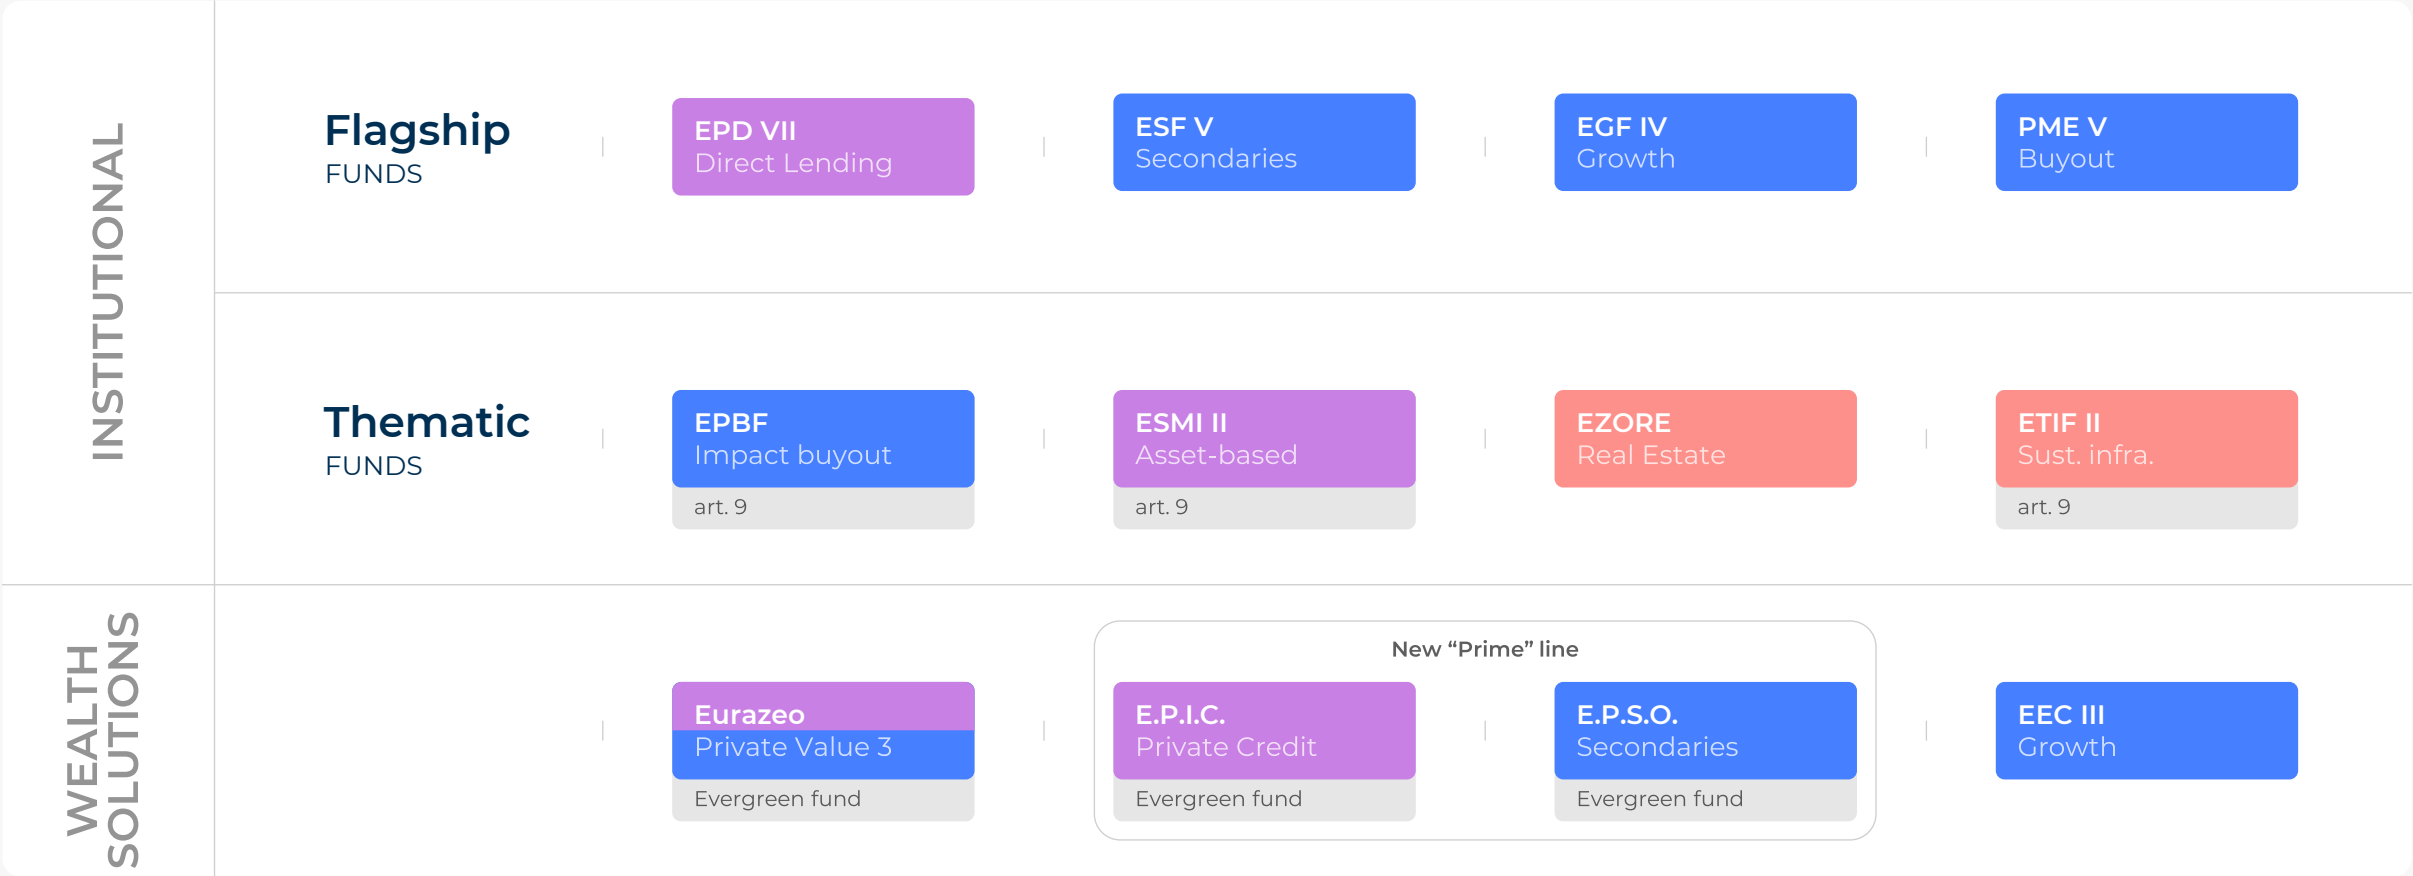 INSTITUTIONAL
Flagship
FUNDS
EPD VII
Direct Lending
ESF V
Secondaries
EGF IV
Growth
PME V
Buyout
Thematic
FUNDS
EPBF
Impact buyout
art. 9
ESMI II
Asset-based
art. 9
EZORE
Real Estate
ETIF II
Sust. infra.
art. 9
WEALTH
SOLUTIONS
Eurazeo
Private Value 3
Evergreen fund
New “Prime” line
E.P.I.C.
Private Credit
Evergreen fund
E.P.S.O.
Secondaries
Evergreen fund
EEC III
Growth